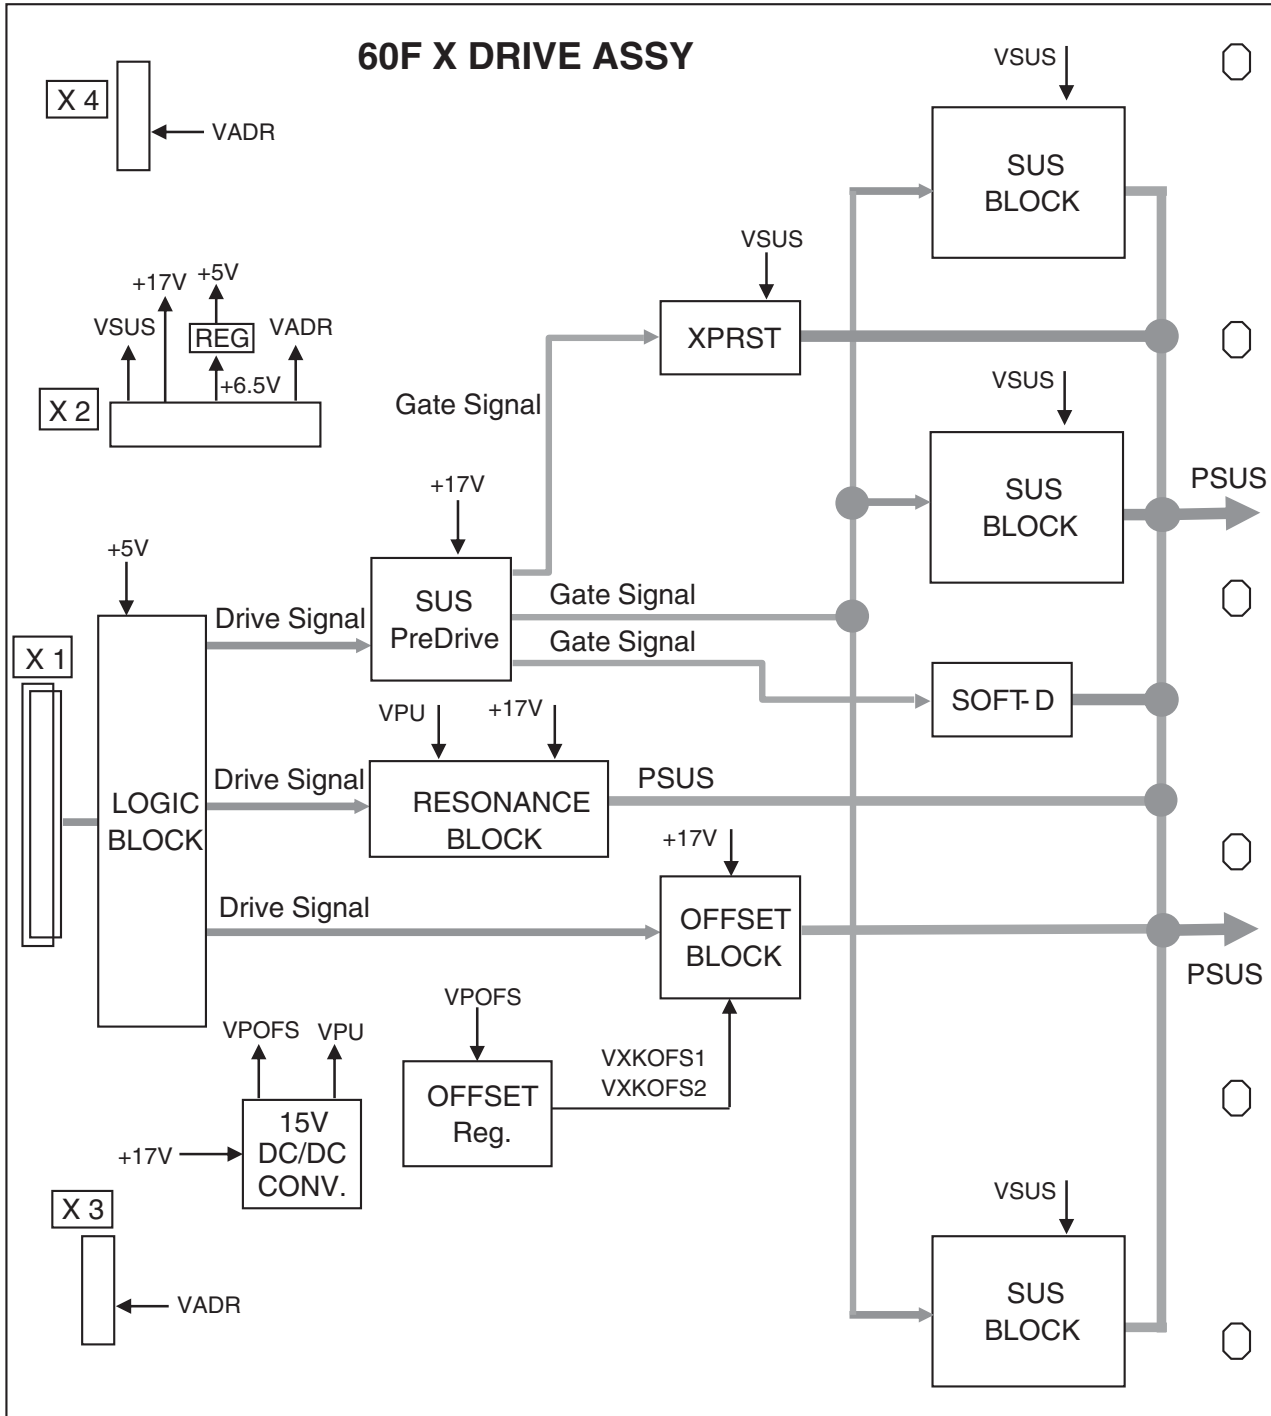 60F X DRIVE ASSY
VSUS
X 4
VADR
SUS
BLOCK
VSUS
+17V
+5V
VSUS
REG
VADR
XPRST
+6.5V
VSUS
X 2
Gate Signal
SUS
BLOCK
PSUS
+17V
+5V
SUS
PreDrive
Drive Signal
Gate Signal
Gate Signal
X 1
SOFT-D
VPU
+17V
Drive Signal
PSUS
LOGIC
BLOCK
RESONANCE
BLOCK
+17V
Drive Signal
OFFSET
BLOCK
PSUS
VPOFS
VPOFS
VPU
VXKOFS1
VXKOFS2
OFFSET
Reg.
15V
DC/DC
CONV.
+17V
X 3
VSUS
VADR
SUS
BLOCK